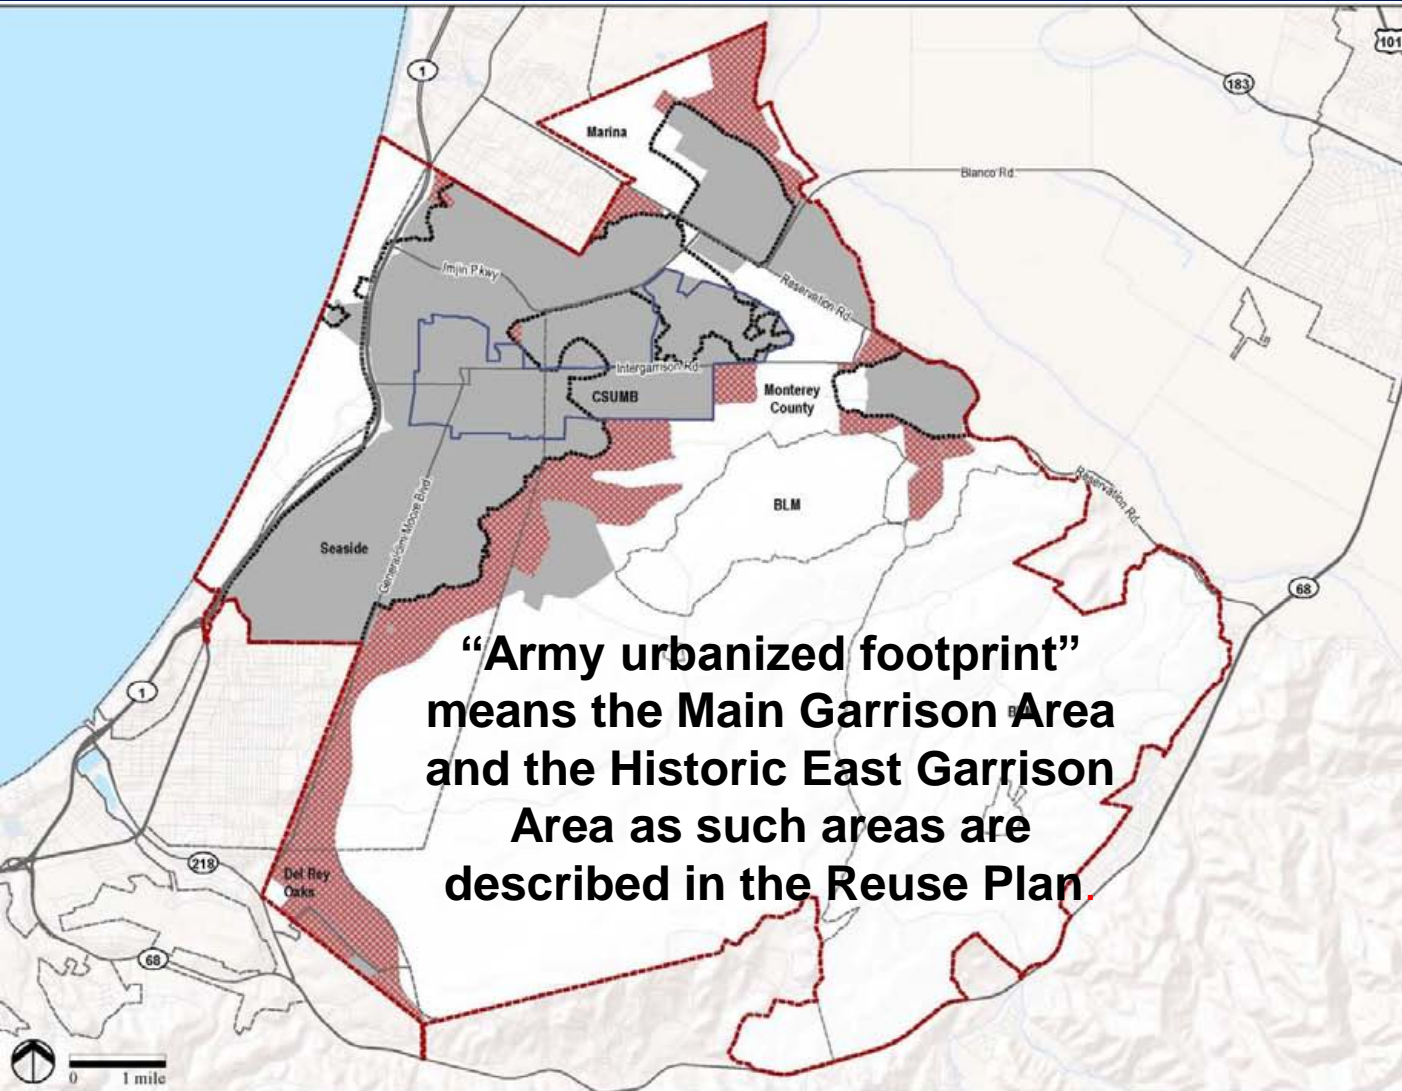 1
101
183
Marina
Blanco Rd.
Imjin Pkwy
Reservation Rd.
Intergarrison Rd.
CSUMB
Monterey
County
General Jim Moore Blvd
BLM
Reservation Rd.
Seaside
68
“Army urbanized footprint”
means the Main Garrison Area
and the Historic East Garrison
Area as such areas are
described in the Reuse Plan.
1
218
Del Rey
Oaks
68
0 1 mile